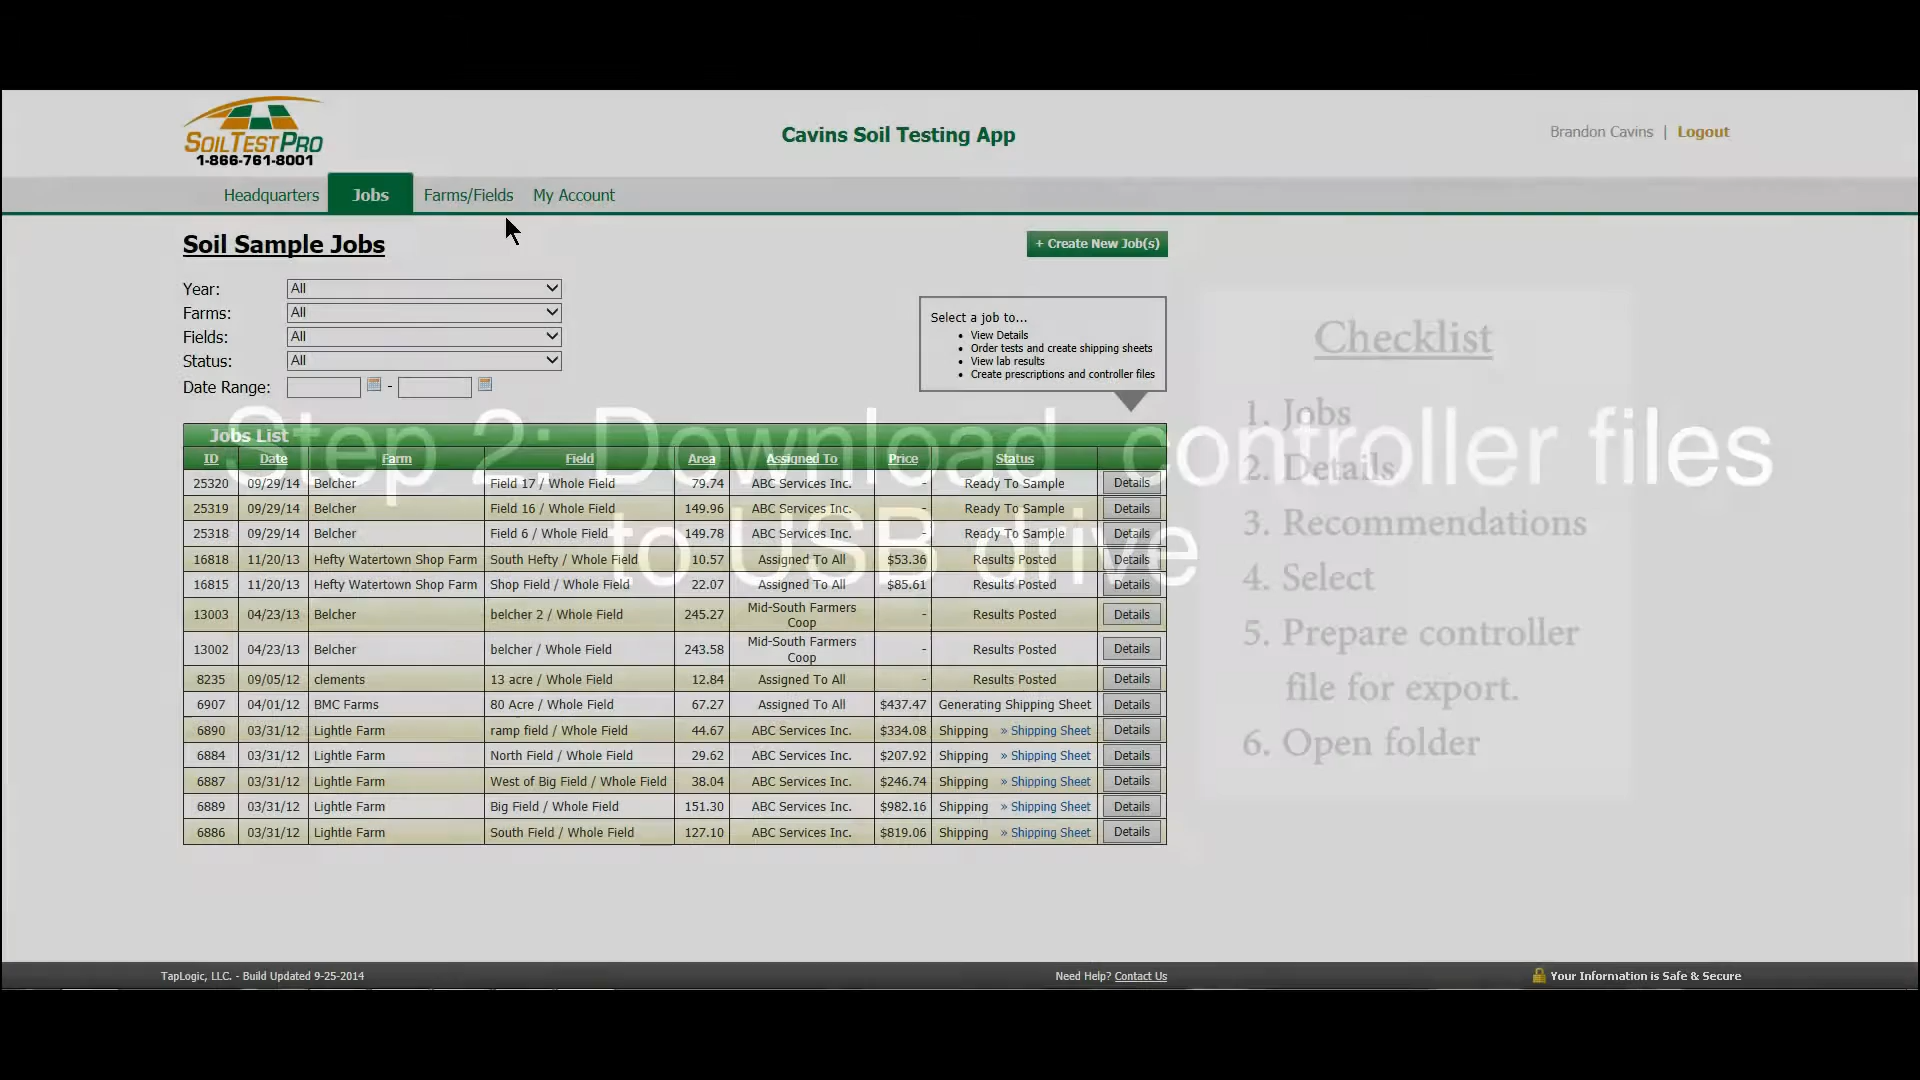 SOILTESTPRO
1-866-761-8001
Cavins Soil Testing App
Brandon Cavins | Logout
Headquarters Jobs Farms/Fields My Account
Soil Sample Jobs
+ Create New Job(s)
Year: All
Farms: All
Fields: All
Status: All
Date Range: -
Select a job to...
• View Details
• Order tests and create shipping sheets
• View lab results
• Create prescriptions and controller files
Checklist
1. Jobs
2. Details
3. Recommendations
4. Select
5. Prepare controller
file for export.
6. Open folder
Step 2: Download controller files
to USB drive
Jobs List
ID Date Farm Field Area Assigned To Price Status
25320 09/29/14 Belcher Field 17 / Whole Field 79.74 ABC Services Inc. - Ready To Sample Details
25319 09/29/14 Belcher Field 16 / Whole Field 149.96 ABC Services Inc. - Ready To Sample Details
25318 09/29/14 Belcher Field 6 / Whole Field 149.78 ABC Services Inc. - Ready To Sample Details
16818 11/20/13 Hefty Watertown Shop Farm South Hefty / Whole Field 10.57 Assigned To All $53.36 Results Posted Details
16815 11/20/13 Hefty Watertown Shop Farm Shop Field / Whole Field 22.07 Assigned To All $85.61 Results Posted Details
13003 04/23/13 Belcher belcher 2 / Whole Field 245.27 Mid-South Farmers Coop - Results Posted Details
13002 04/23/13 Belcher belcher / Whole Field 243.58 Mid-South Farmers Coop - Results Posted Details
8235 09/05/12 clements 13 acre / Whole Field 12.84 Assigned To All - Results Posted Details
6907 04/01/12 BMC Farms 80 Acre / Whole Field 67.27 Assigned To All $437.47 Generating Shipping Sheet Details
6890 03/31/12 Lightle Farm ramp field / Whole Field 44.67 ABC Services Inc. $334.08 Shipping » Shipping Sheet Details
6884 03/31/12 Lightle Farm North Field / Whole Field 29.62 ABC Services Inc. $207.92 Shipping » Shipping Sheet Details
6887 03/31/12 Lightle Farm West of Big Field / Whole Field 38.04 ABC Services Inc. $246.74 Shipping » Shipping Sheet Details
6889 03/31/12 Lightle Farm Big Field / Whole Field 151.30 ABC Services Inc. $982.16 Shipping » Shipping Sheet Details
6886 03/31/12 Lightle Farm South Field / Whole Field 127.10 ABC Services Inc. $819.06 Shipping » Shipping Sheet Details
TapLogic, LLC. - Build Updated 9-25-2014
Need Help? Contact Us
Your Information is Safe & Secure